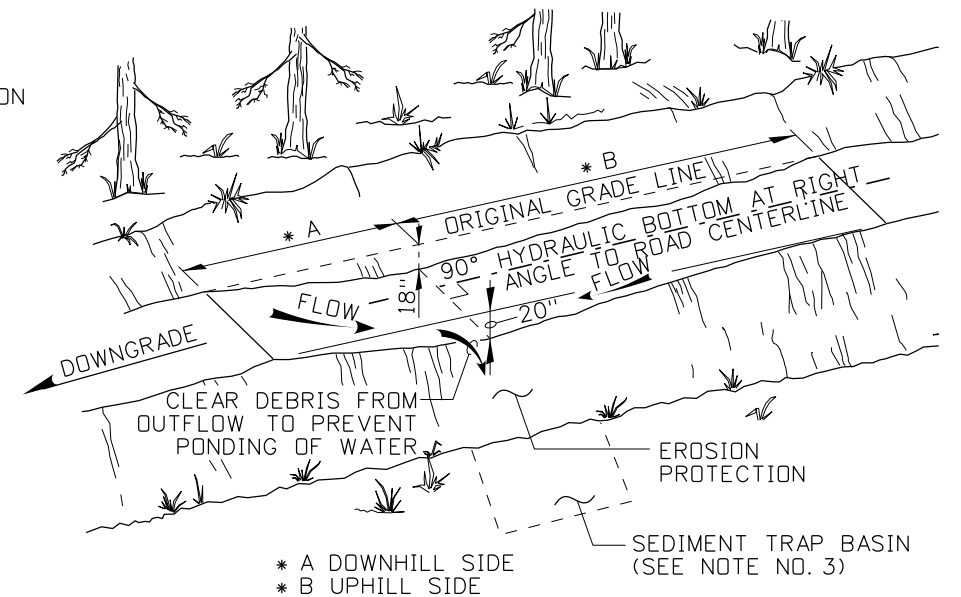 ON
* B
ORIGINAL GRADE LINE
* A
90° HYDRAULIC BOTTOM AT RIGHT
ANGLE TO ROAD CENTERLINE
FLOW
18"
FLOW
20"
DOWNGRADE
CLEAR DEBRIS FROM
OUTFLOW TO PREVENT
PONDING OF WATER
EROSION
PROTECTION
SEDIMENT TRAP BASIN
(SEE NOTE NO. 3)
* A DOWNHILL SIDE
* B UPHILL SIDE